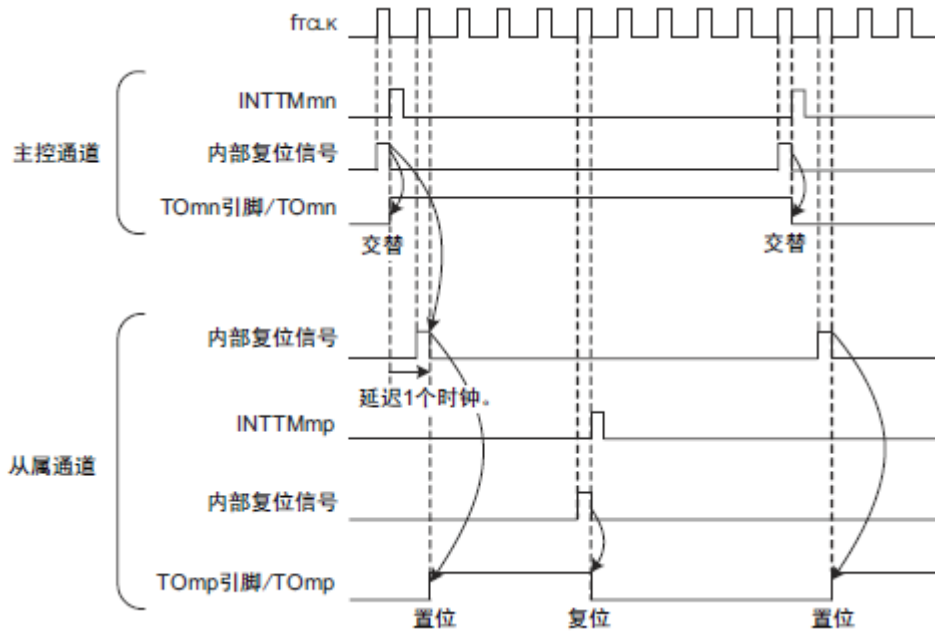 fTCLK
主控通道
INTTMmn
内部复位信号
TOmn引脚/TOmn
交替
交替
从属通道
内部复位信号
延迟1个时钟。
INTTMmp
内部复位信号
TOmp引脚/TOmp
置位
复位
置位